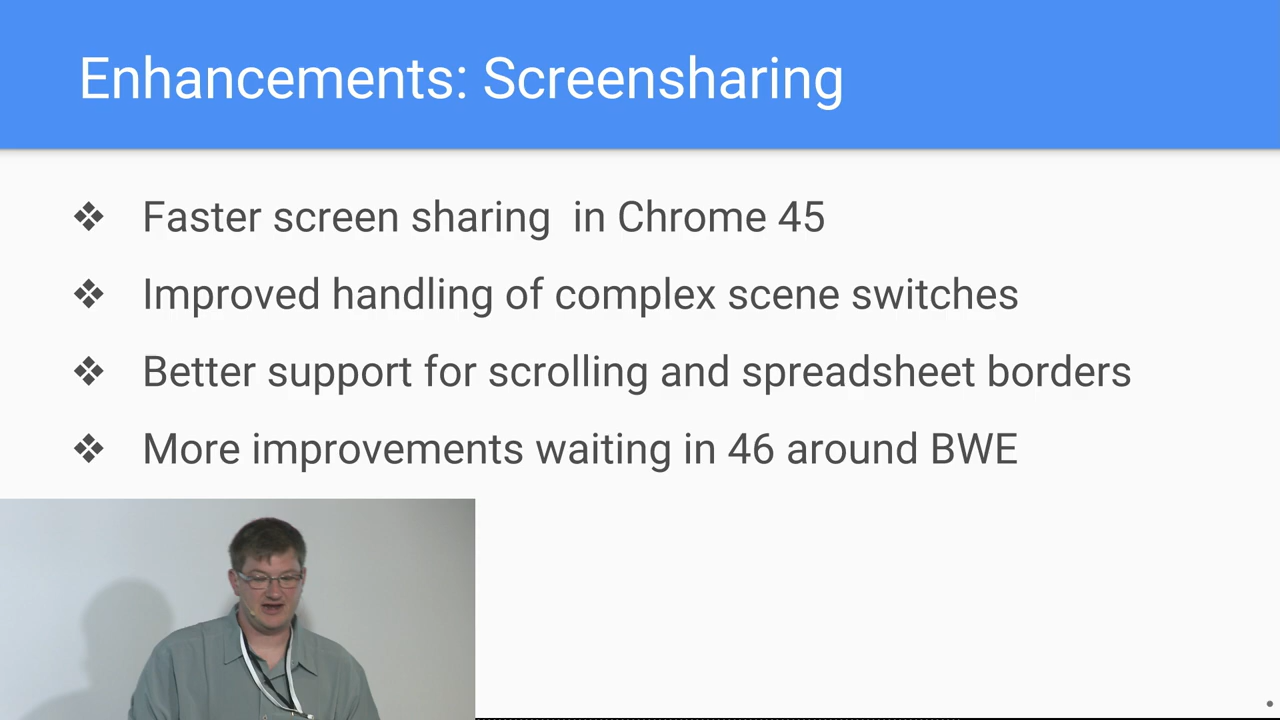 Enhancements: Screensharing
❖ Faster screen sharing  in Chrome 45
❖ Improved handling of complex scene switches
❖ Better support for scrolling and spreadsheet borders
❖ More improvements waiting in 46 around BWE